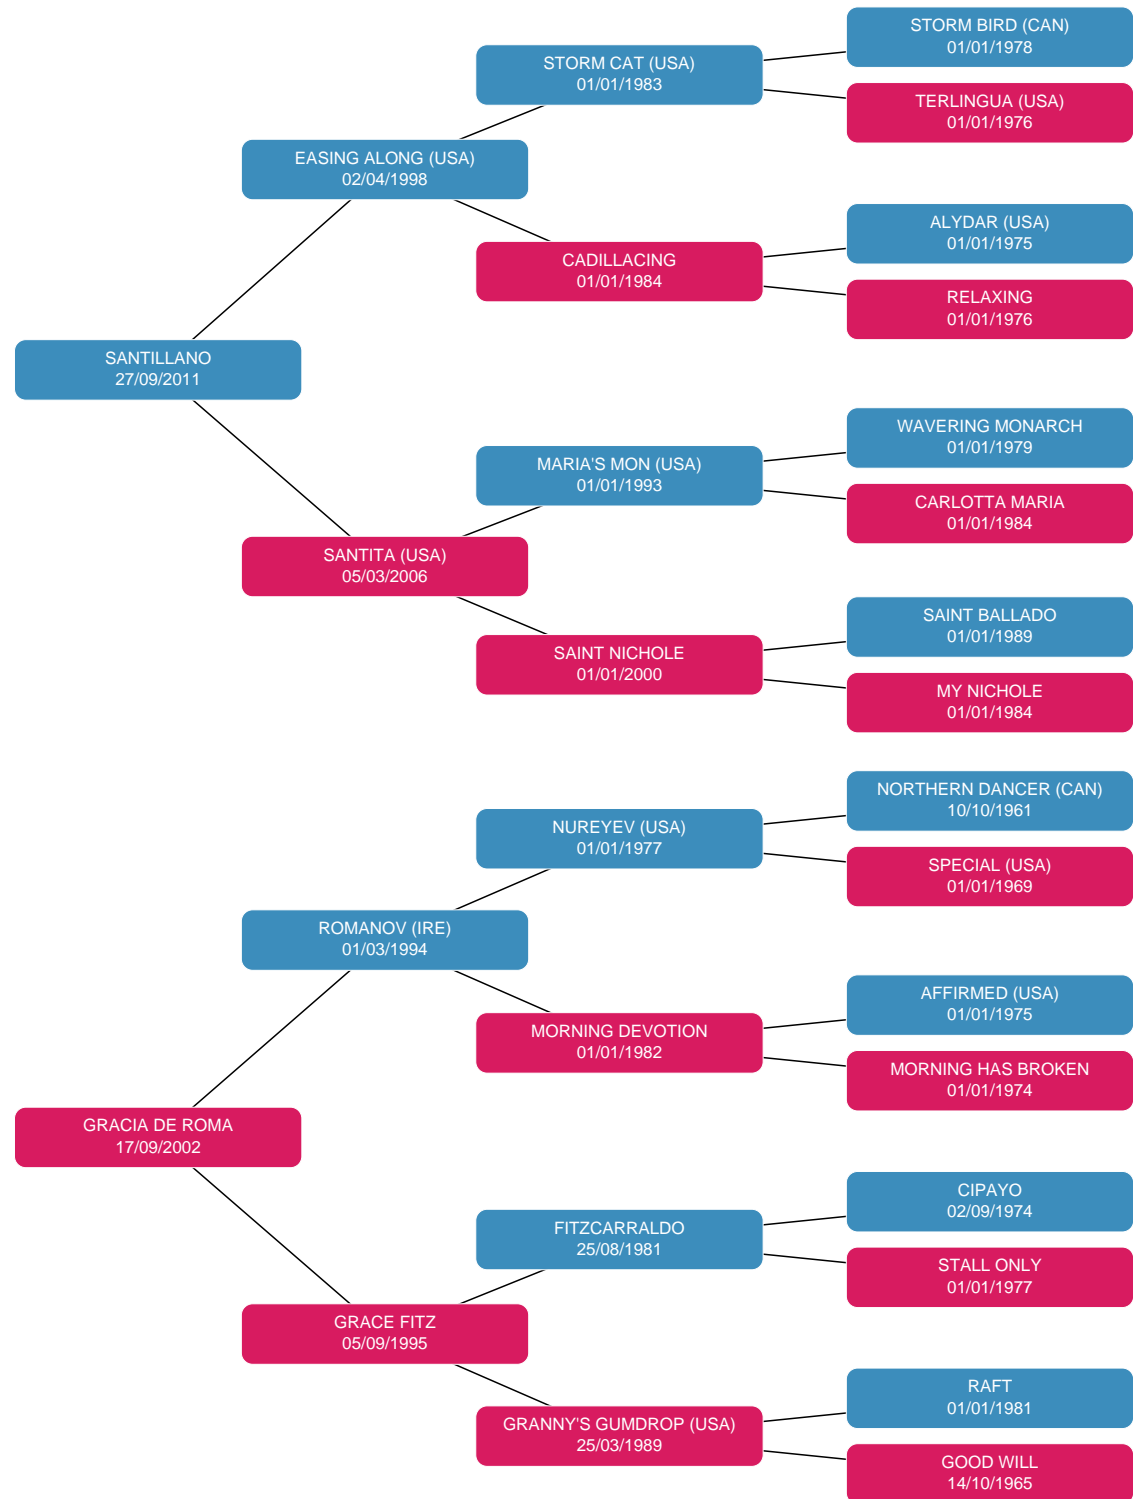 STORM BIRD (CAN)
01/01/1978
STORM CAT (USA)
01/01/1983
TERLINGUA (USA)
01/01/1976
EASING ALONG (USA)
02/04/1998
ALYDAR (USA)
01/01/1975
CADILLACING
01/01/1984
RELAXING
01/01/1976
SANTILLANO
27/09/2011
WAVERING MONARCH
01/01/1979
MARIA'S MON (USA)
01/01/1993
CARLOTTA MARIA
01/01/1984
SANTITA (USA)
05/03/2006
SAINT BALLADO
01/01/1989
SAINT NICHOLE
01/01/2000
MY NICHOLE
01/01/1984
NORTHERN DANCER (CAN)
10/10/1961
NUREYEV (USA)
01/01/1977
SPECIAL (USA)
01/01/1969
ROMANOV (IRE)
01/03/1994
AFFIRMED (USA)
01/01/1975
MORNING DEVOTION
01/01/1982
MORNING HAS BROKEN
01/01/1974
GRACIA DE ROMA
17/09/2002
CIPAYO
02/09/1974
FITZCARRALDO
25/08/1981
STALL ONLY
01/01/1977
GRACE FITZ
05/09/1995
RAFT
01/01/1981
GRANNY'S GUMDROP (USA)
25/03/1989
GOOD WILL
14/10/1965